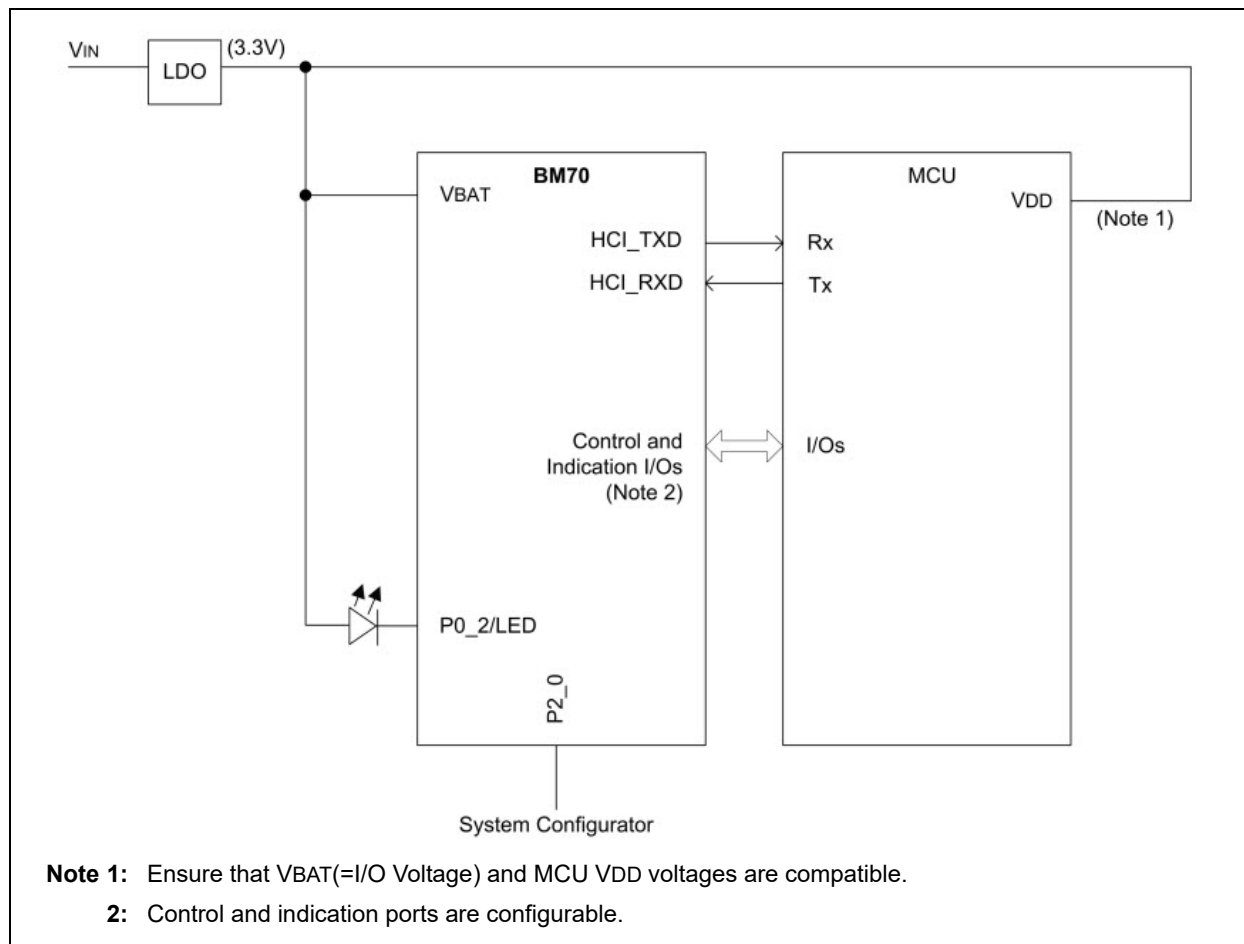 VIN
LDO
(3.3V)
BM70
MCU
VBAT
VDD
(Note 1)
HCI_TXD
Rx
HCI_RXD
Tx
Control and
Indication I/Os
(Note 2)
I/Os
P0_2/LED
P2_0
System Configurator
Note 1: Ensure that VBAT(=I/O Voltage) and MCU VDD voltages are compatible.
2: Control and indication ports are configurable.